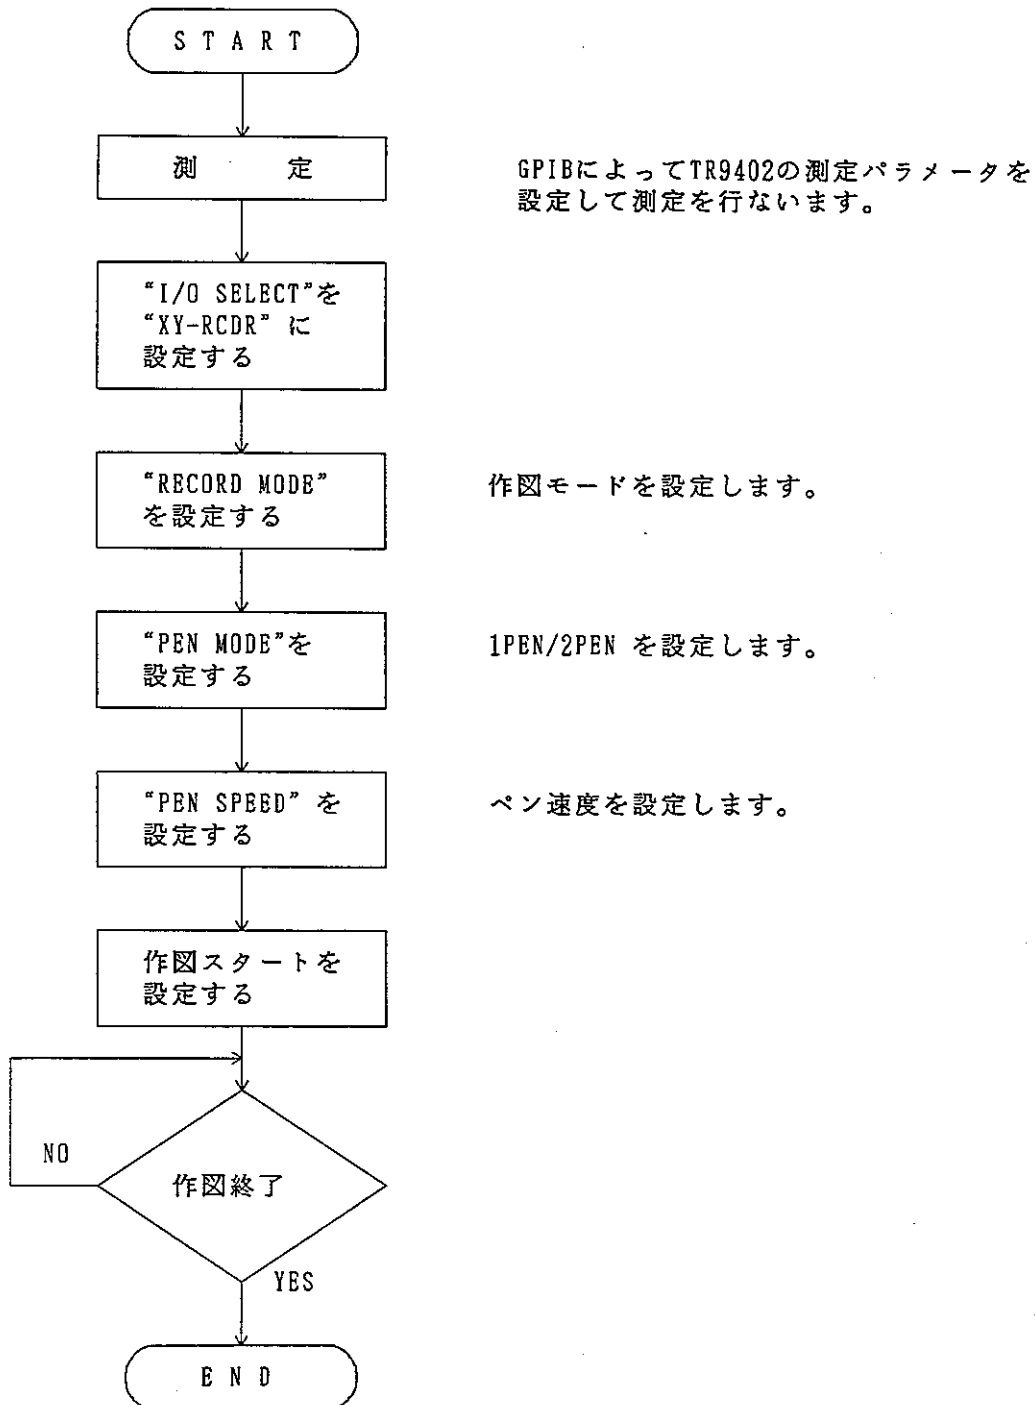 START
測定
GPIBによってTR9402の測定パラメータを
設定して測定を行ないます。
“I/O SELECT”を
“XY-RCDR” に
設定する
“RECORD MODE”
を設定する
作図モードを設定します。
“PEN MODE”を
設定する
1PEN/2PEN を設定します。
“PEN SPEED” を
設定する
ペン速度を設定します。
作図スタートを
設定する
NO
作図終了
YES
END